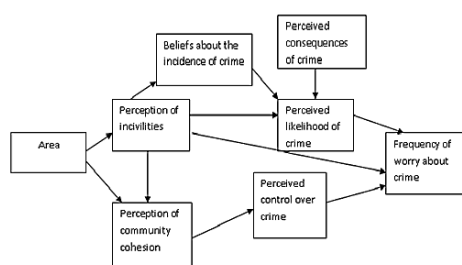 Perceived
consequences
of crime
Beliefs about the
incidence of crime
Perception of
incivilities
Perceived
likelihood of
crime
Area
Frequency of
worry about
crime
Perceived
control over
crime
Perception of
community
cohesion